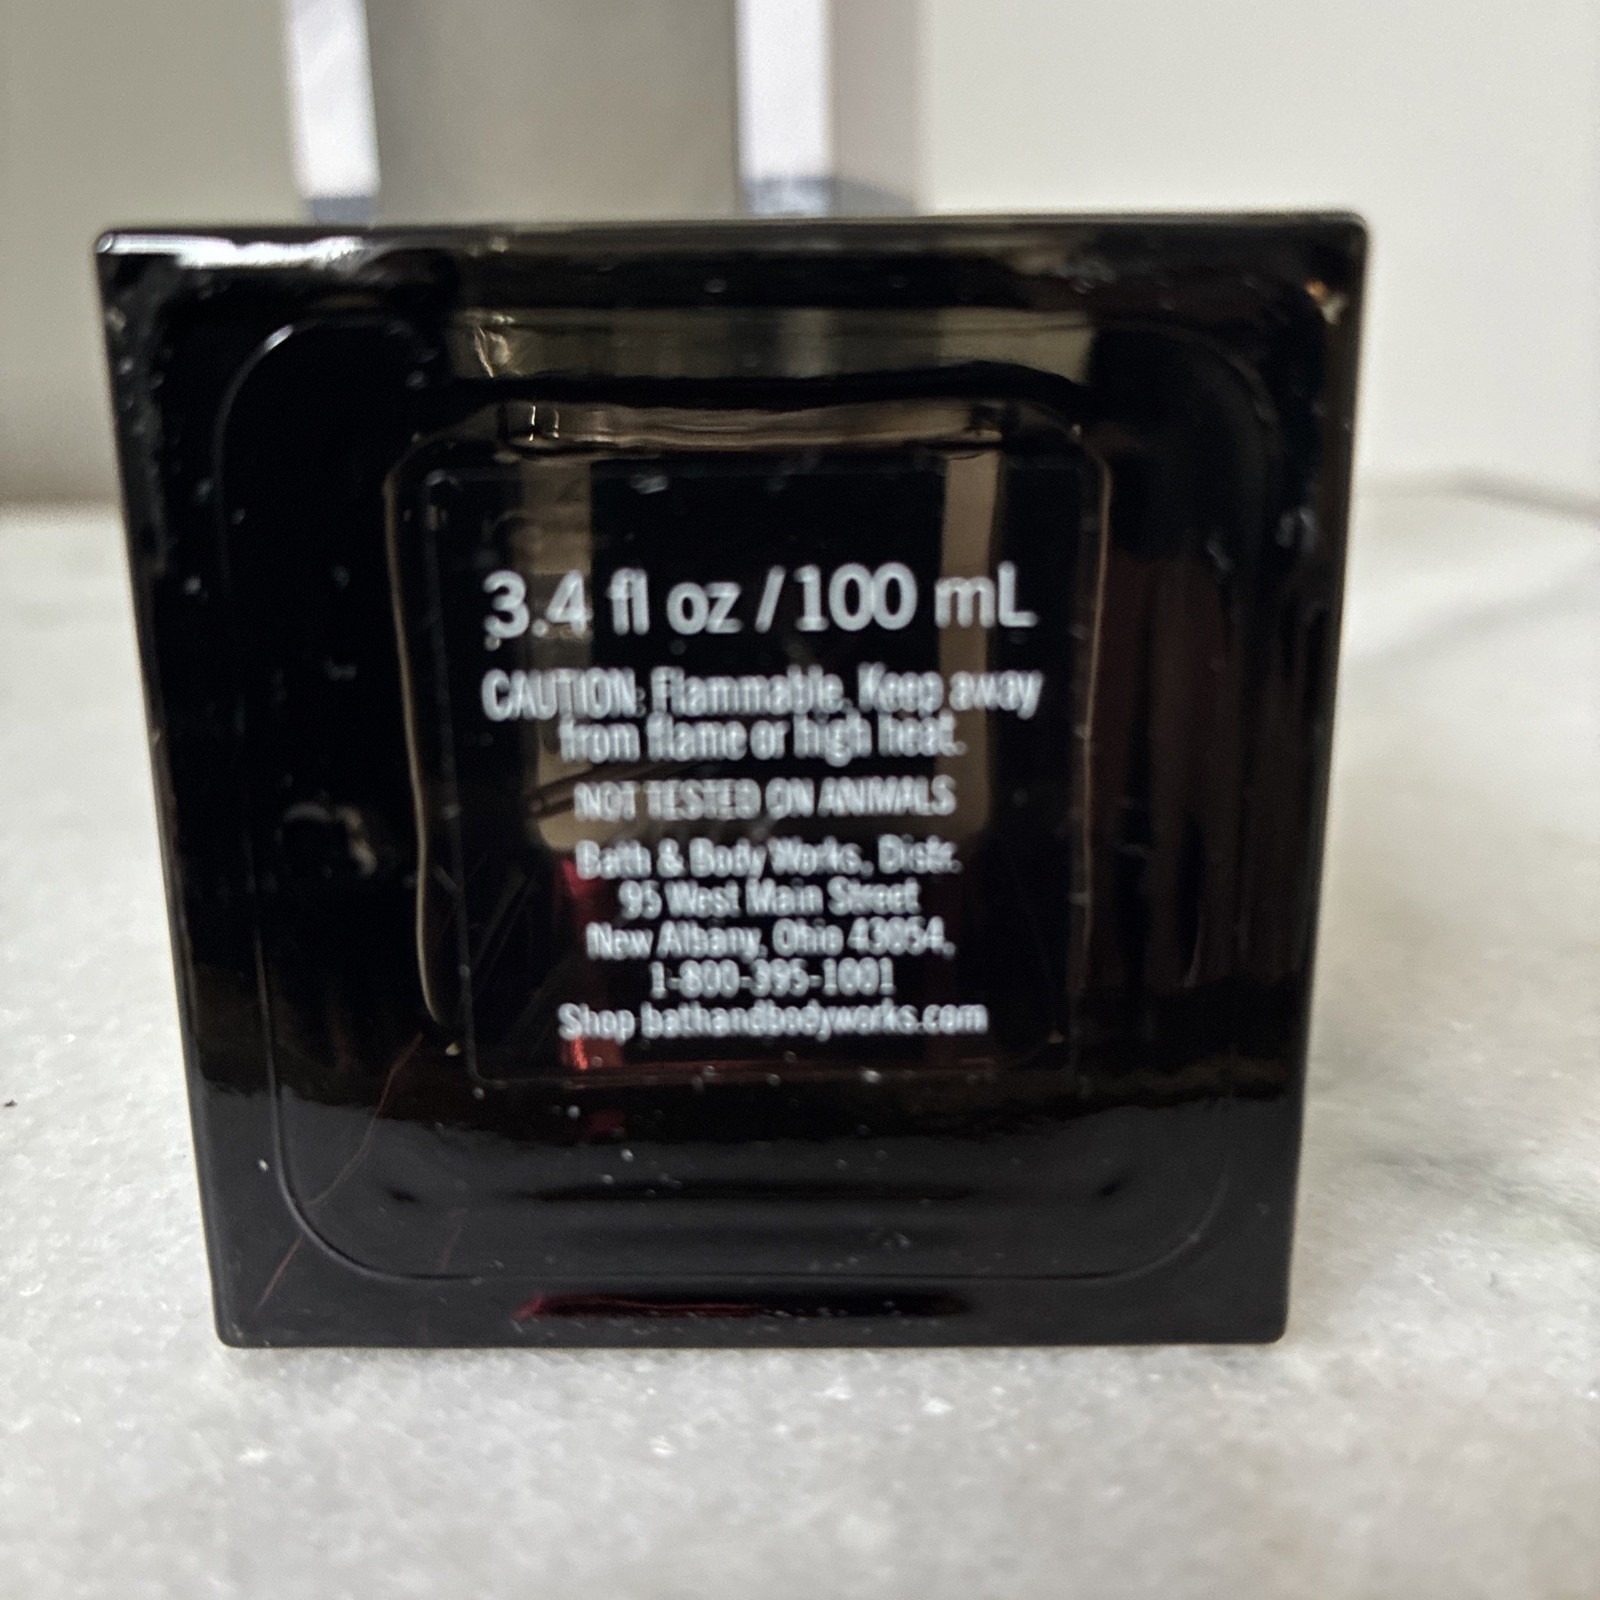 3.4 fl oz / 100 mL
CAUTION: Flammable. Keep away
from flame or high heat.
NOT TESTED ON ANIMALS
Bath & Body Works, Distr.
95 West Main Street
New Albany, Ohio 43054,
1-800-395-1001
Shop bathandbodyworks.com